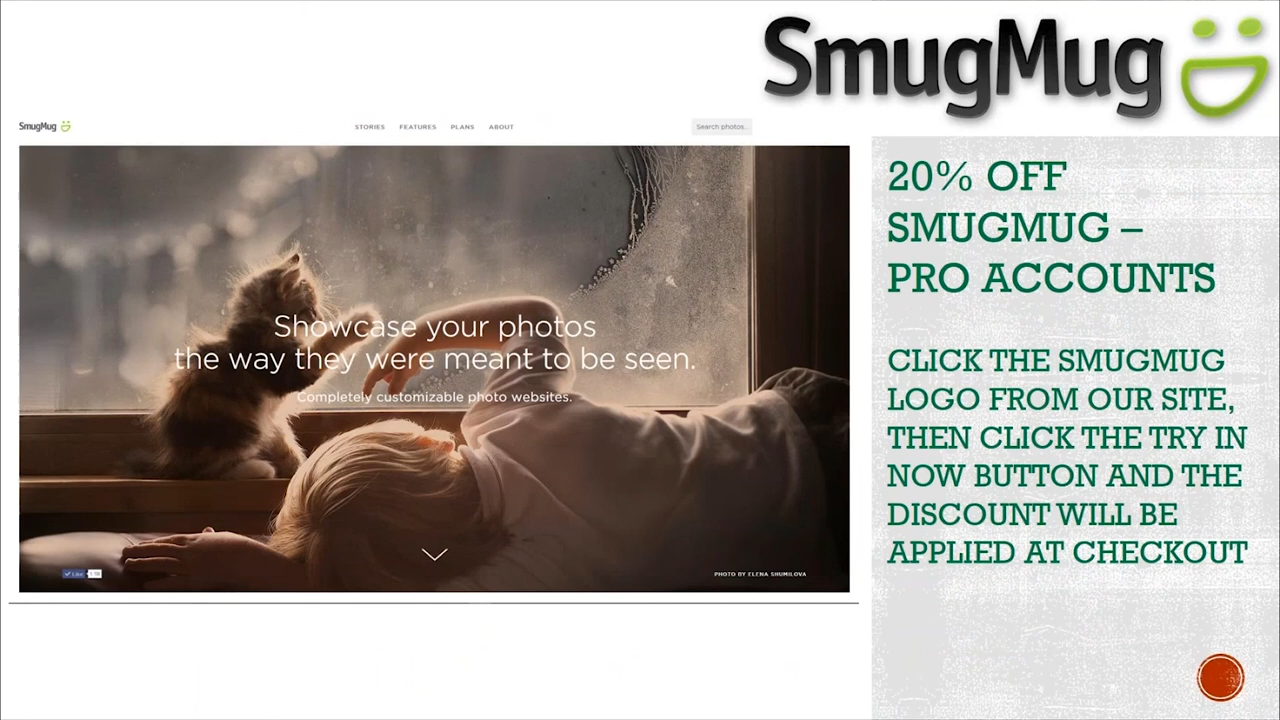 SmugMug
SmugMug
STORIES FEATURES PLANS ABOUT
Search photos..
Showcase your photos
the way they were meant to be seen.
Completely customizable photo websites.
Like
PHOTO BY ELENA SHUMILOVA
20% OFF
SMUGMUG –
PRO ACCOUNTS
CLICK THE SMUGMUG
LOGO FROM OUR SITE,
THEN CLICK THE TRY IN
NOW BUTTON AND THE
DISCOUNT WILL BE
APPLIED AT CHECKOUT